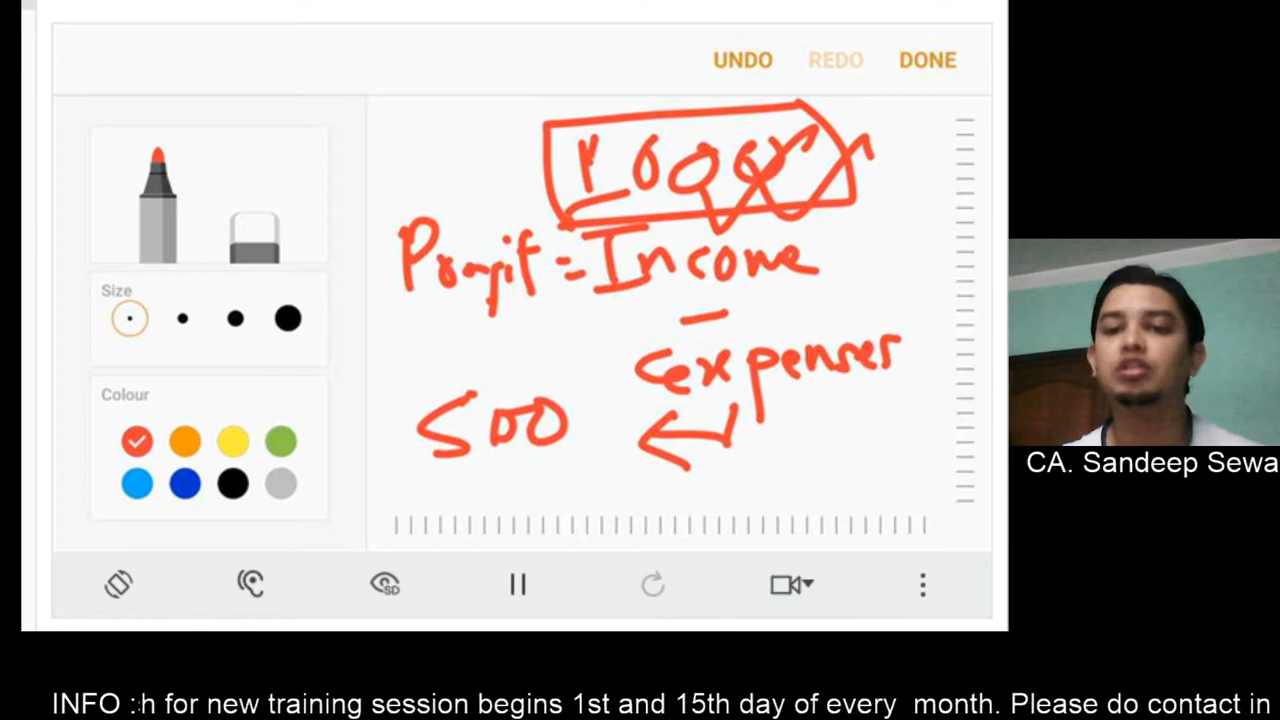 UNDO REDO DONE
Profit = Income
-
expenses
500
Size
Colour
SD
CA. Sandeep Sewa
INFO :h for new training session begins 1st and 15th day of every month. Please do contact in